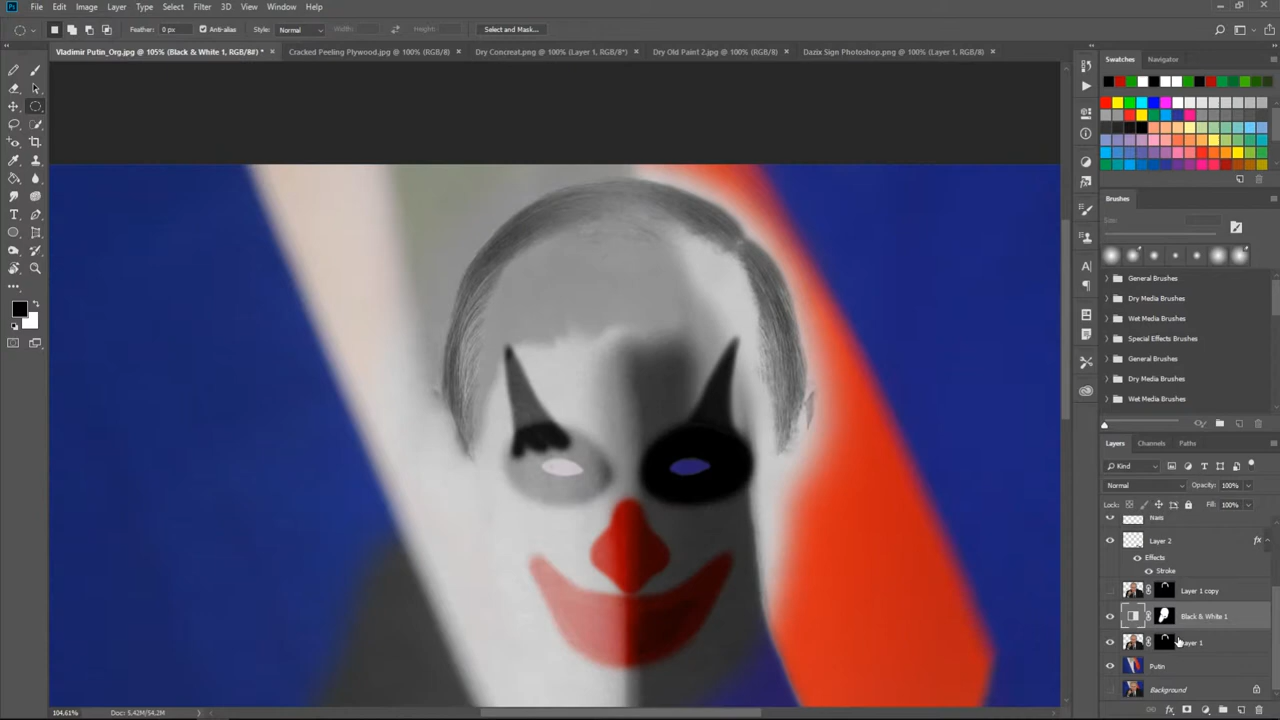 File Edit Image Layer Type Select Filter 3D View Window Help
Feather: 0 px Anti-alias Style: Normal Width: Height: Select and Mask...
Vladimir Putin_Org.jpg @ 105% (Black & White 1, RGB/8#) * Cracked Peeling Plywood.jpg @ 100% (RGB/8) Dry Concreat.png @ 100% (Layer 1, RGB/8*) Dry Old Paint 2.jpg @ 100% (RGB/8) Dazix Sign Photoshop.png @ 100% (Layer 1, RGB/8)
Swatches Navigator
Brushes
Size:
General Brushes
Dry Media Brushes
Wet Media Brushes
Special Effects Brushes
General Brushes
Dry Media Brushes
Wet Media Brushes
Layers Channels Paths
Kind
Normal Opacity: 100%
Lock: Fill: 100%
Layer 2 fx
Effects
Stroke
Layer 1 copy
Black & White 1
Layer 1
Putin
Background
104,61% Doc: 5,42M/54,2M